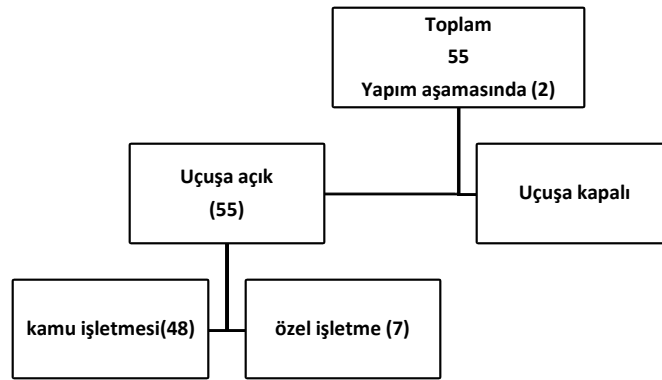 Toplam
55
Yapım aşamasında (2)
Uçuşa açık
(55)
Uçuşa kapalı
kamu işletmesi(48)
özel işletme (7)